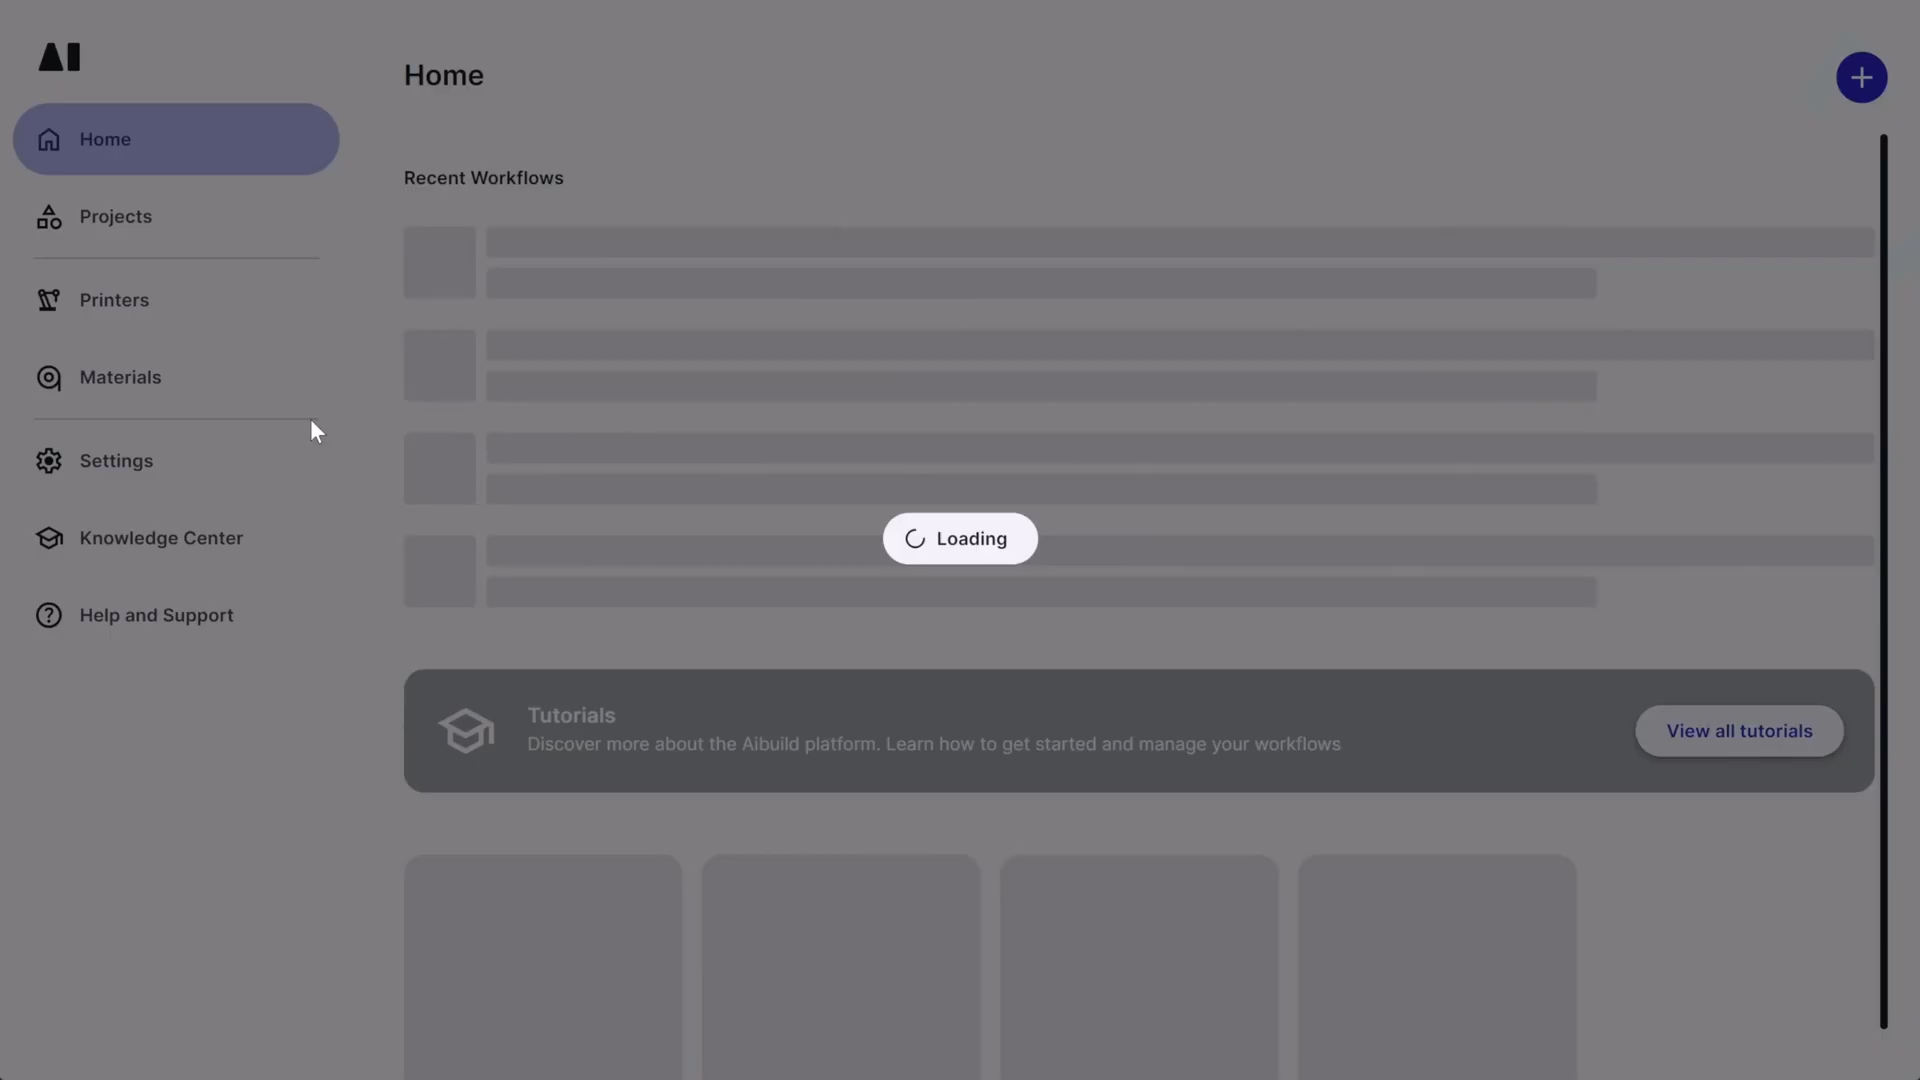 AI
Home
Projects
Printers
Materials
Settings
Knowledge Center
Help and Support
Home
Recent Workflows
Loading
Tutorials
Discover more about the Aibuild platform. Learn how to get started and manage your workflows
View all tutorials